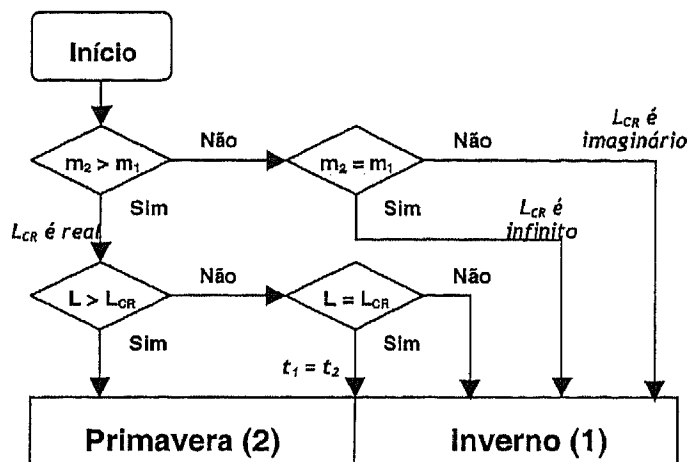 Início
L_CR é
imaginário
Não
Não
m₂ > m₁
m₂ = m₁
Sim
Sim
L_CR é
infinito
L_CR é real
Não
Não
L > L_CR
L = L_CR
Sim
Sim
t₁ = t₂
Primavera (2)
Inverno (1)